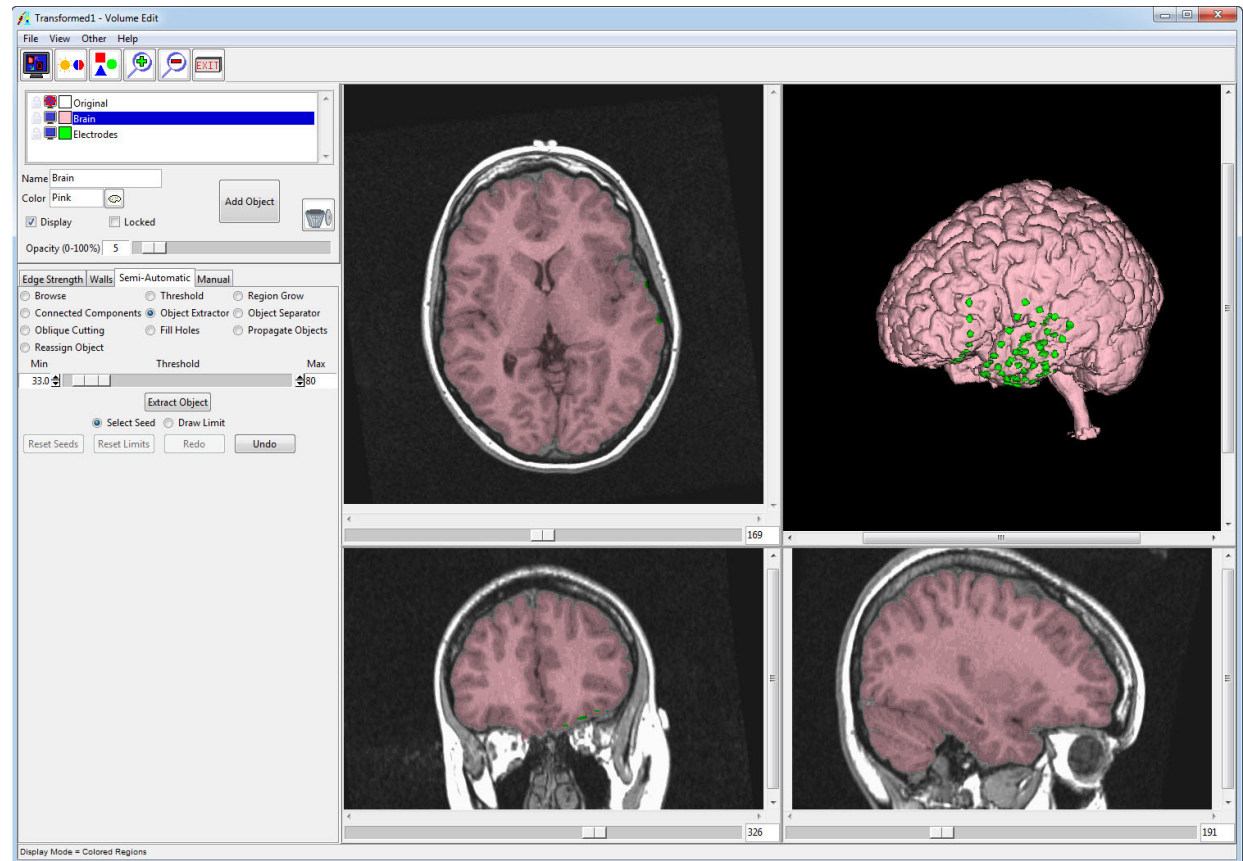 Transformed1 - Volume Edit
File View Other Help
EXIT
Original
Brain
Electrodes
Name Brain
Color Pink
Add Object
Display Locked
Opacity (0-100%) 5
Edge Strength Walls Semi-Automatic Manual
Browse Threshold Region Grow
Connected Components Object Extractor Object Separator
Oblique Cutting Fill Holes Propagate Objects
Reassign Object
Min Threshold Max
33.0 80
Extract Object
Select Seed Draw Limit
Reset Seeds Reset Limits Redo Undo
169
326
191
Display Mode = Colored Regions